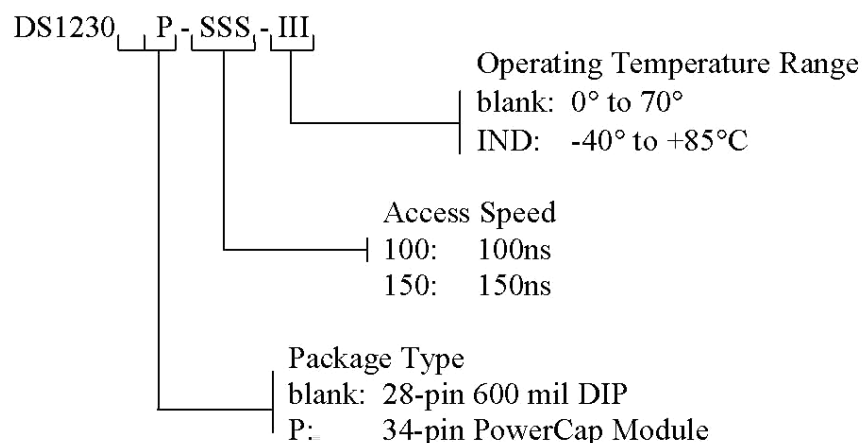 DS1230 P - SSS - III
Operating Temperature Range
blank: 0° to 70°
IND: -40° to +85°C
Access Speed
100: 100ns
150: 150ns
Package Type
blank: 28-pin 600 mil DIP
P: 34-pin PowerCap Module